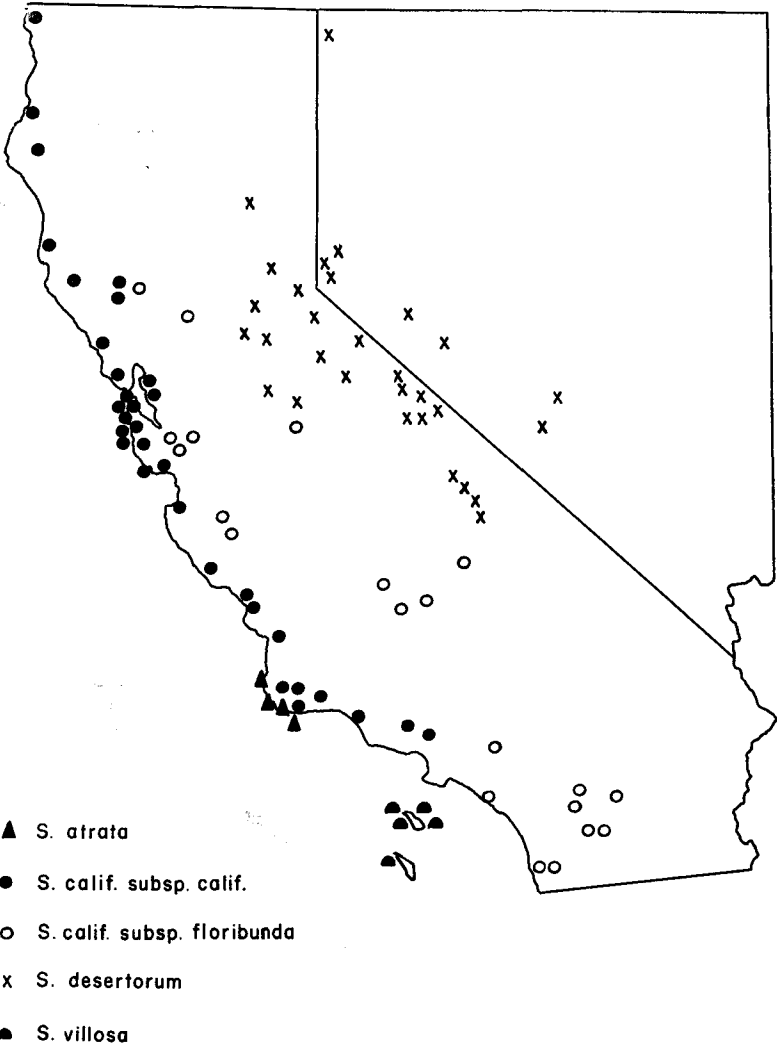 S. atrata
S. calif. subsp. calif.
S. calif. subsp. floribunda
x S. desertorum
S. villosa